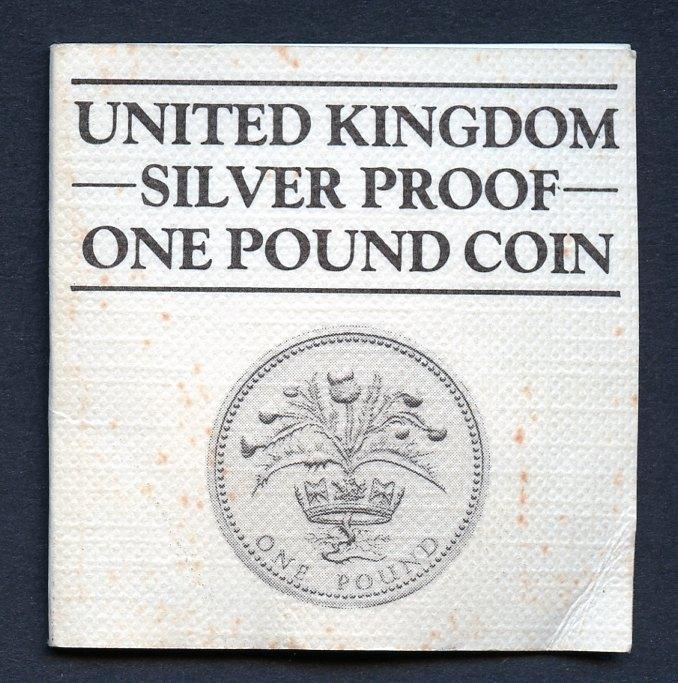 UNITED KINGDOM
—SILVER PROOF—
ONE POUND COIN
ONE POUND